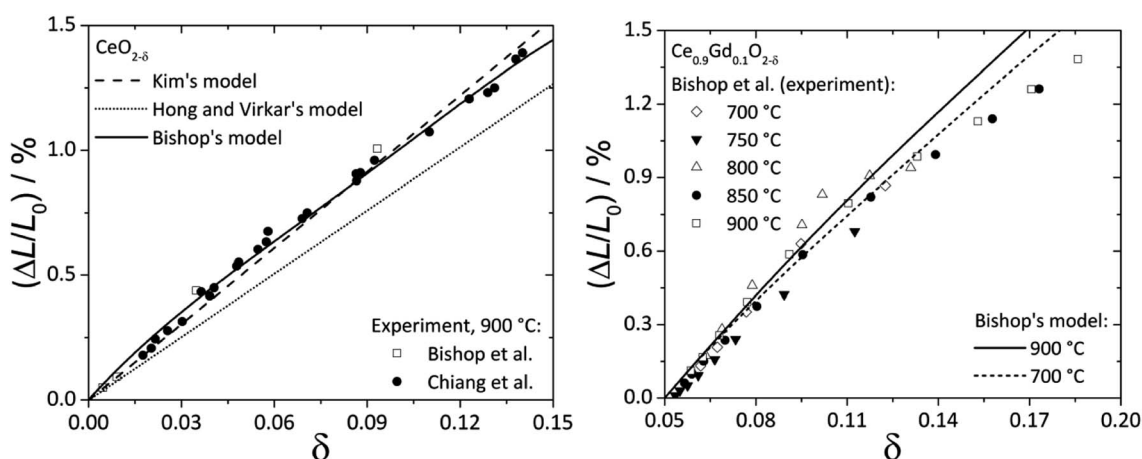 1.5
1.0
0.5
0.0
(ΔL/L₀) / %
CeO₂₋δ
Kim's model
Hong and Virkar's model
Bishop's model
Experiment, 900 °C:
Bishop et al.
Chiang et al.
0.00 0.03 0.06 0.09 0.12 0.15
δ
1.5
1.2
0.9
0.6
0.3
0.0
(ΔL/L₀) / %
Ce₀.₉Gd₀.₁O₂₋δ
Bishop et al. (experiment):
700 °C
750 °C
800 °C
850 °C
900 °C
Bishop's model:
900 °C
700 °C
0.05 0.08 0.11 0.14 0.17 0.20
δ